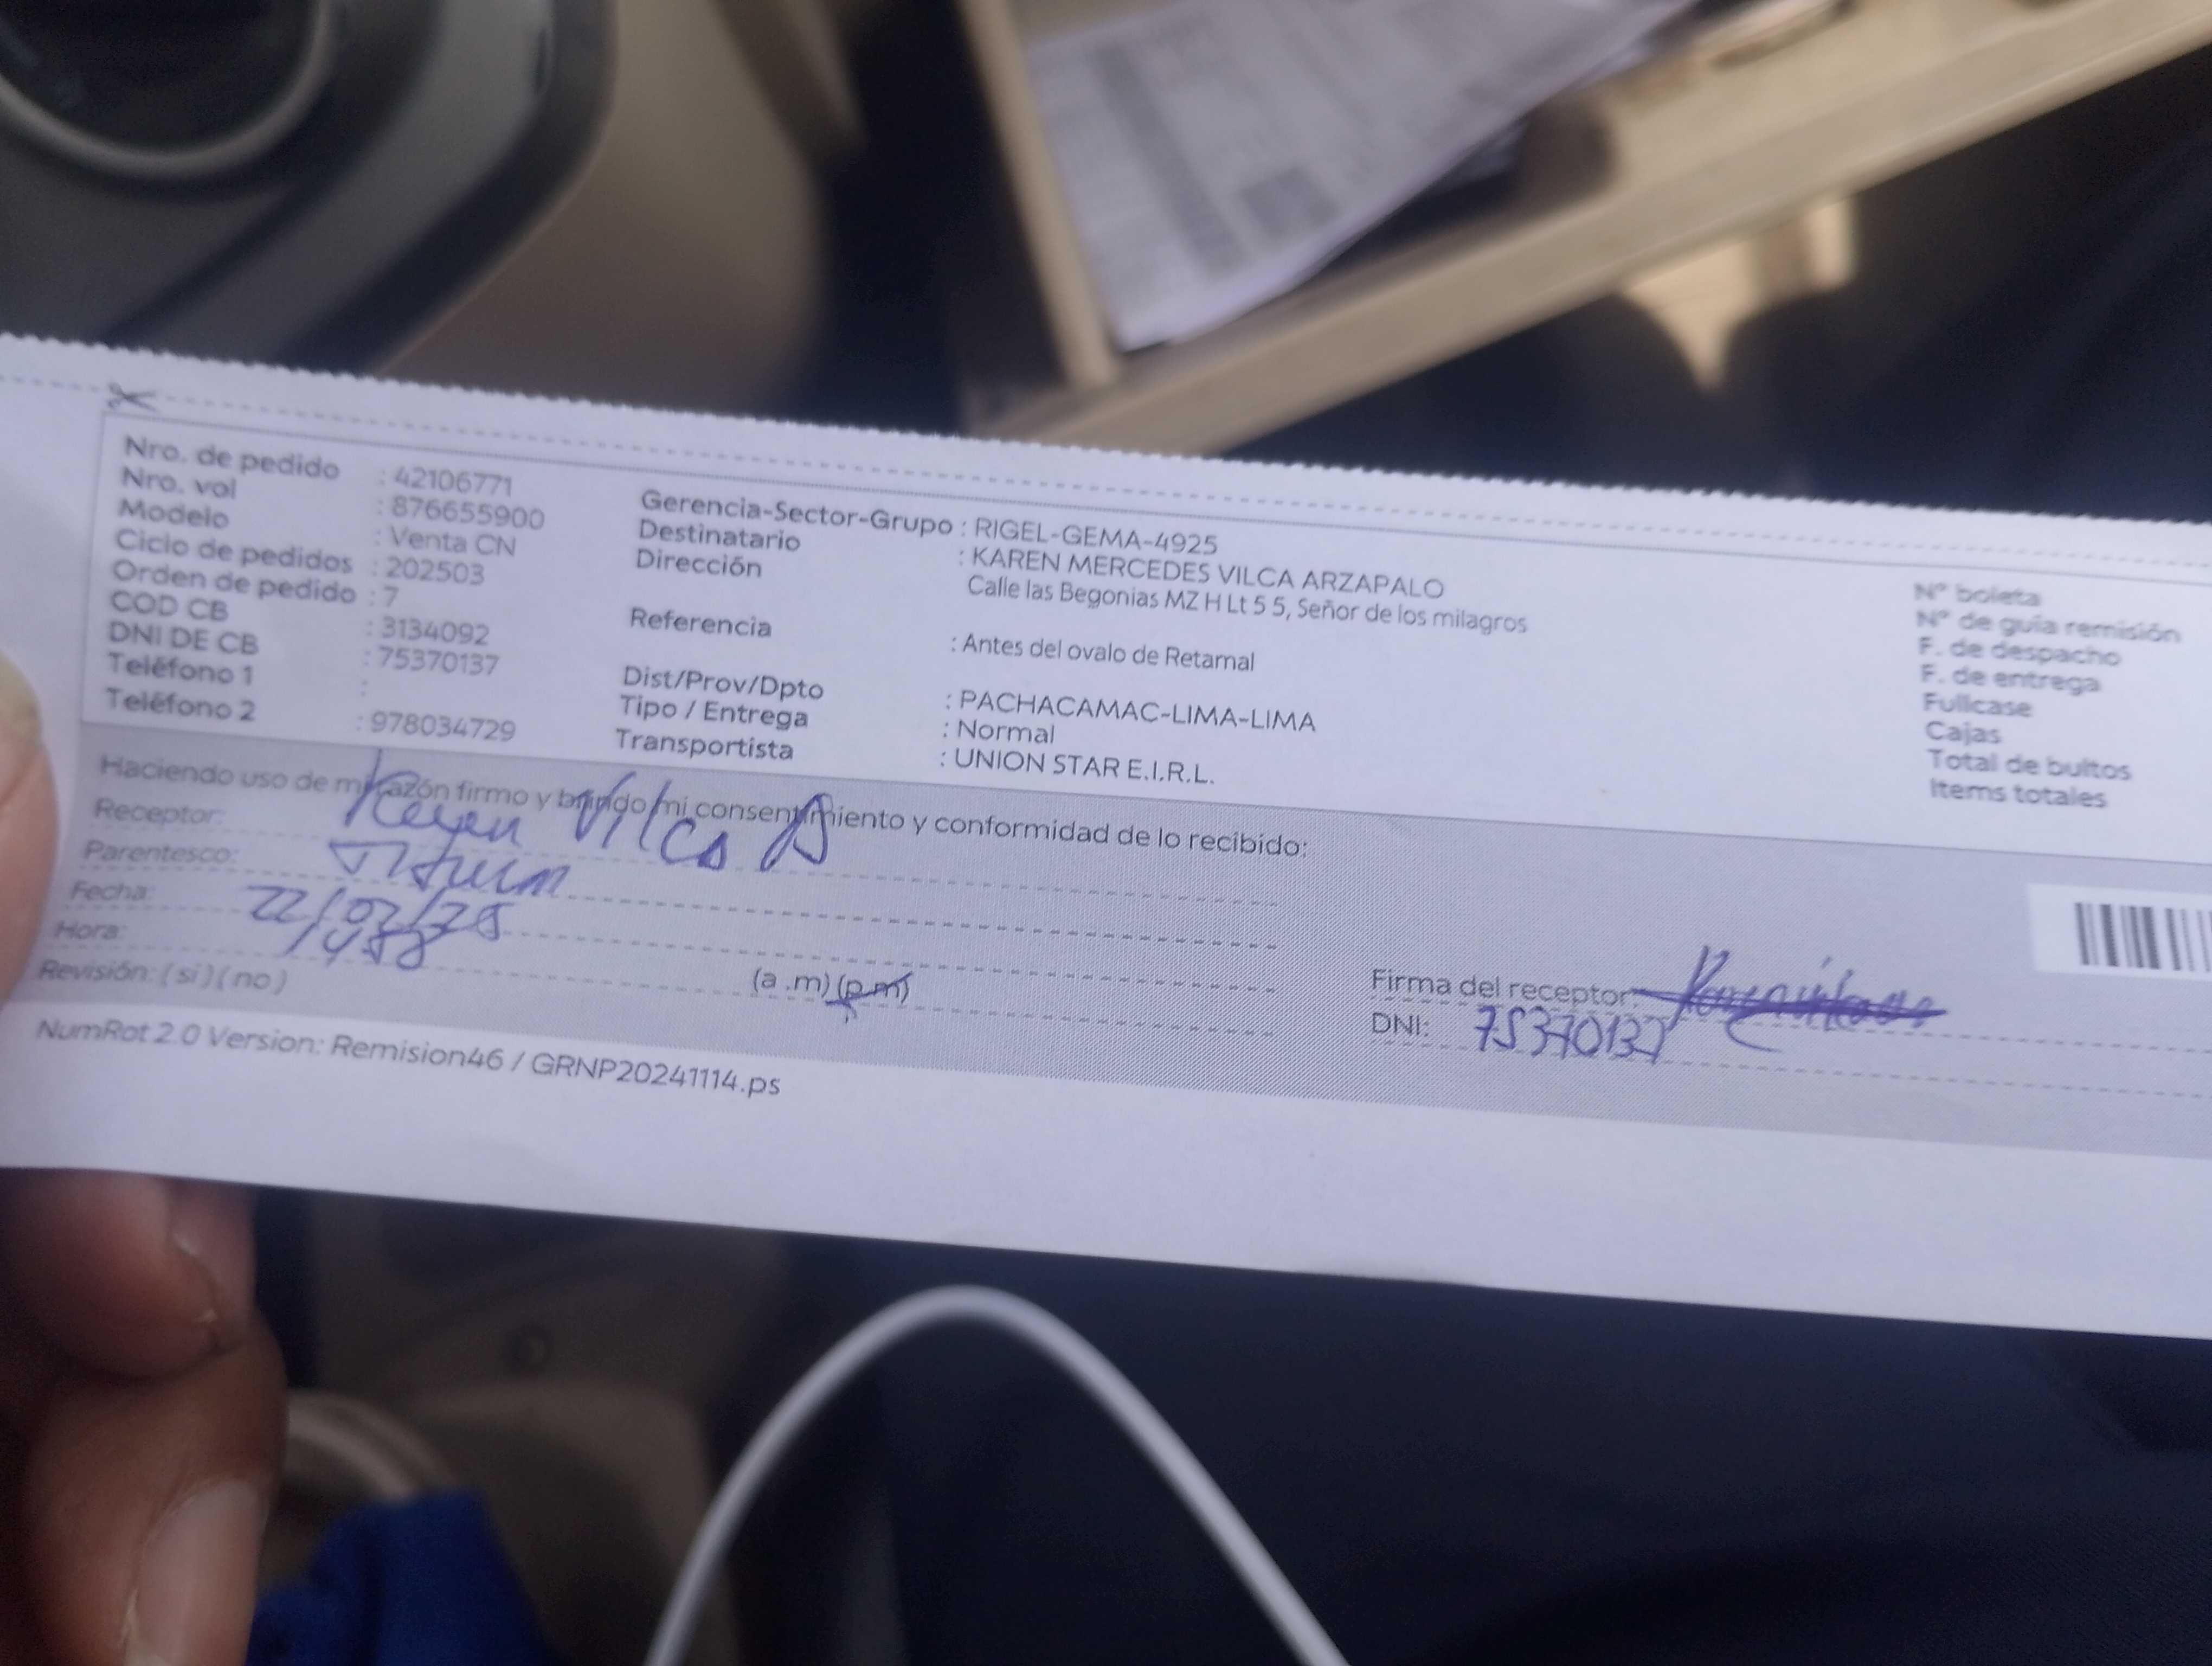 Nro. de pedido : 42106771
Nro. vol : 876655900
Modelo : Venta CN
Ciclo de pedidos : 202503
Orden de pedido : 7
COD CB : 3134092
DNI DE CB : 75370137
Teléfono 1 :
Teléfono 2 : 978034729
Gerencia-Sector-Grupo : RIGEL-GEMA-4925
Destinatario : KAREN MERCEDES VILCA ARZAPALO
Dirección Calle las Begonias MZ H Lt 5 5, Señor de los milagros
Referencia : Antes del ovalo de Retamal
Dist/Prov/Dpto : PACHACAMAC-LIMA-LIMA
Tipo / Entrega : Normal
Transportista : UNION STAR E.I.R.L.
N° boleta
N° de guía remisión
F. de despacho
F. de entrega
Fullcase
Cajas
Total de bultos
Items totales
Haciendo uso de mi razón firmo y brindo mi consentimiento y conformidad de lo recibido:
Receptor: Karen Vilca A
Parentesco:
Fecha: 22/02/25
Hora: (a .m) (p.m)
Revisión: ( si ) ( no )
Firma del receptor:
DNI: 75370137
NumRot 2.0 Version: Remision46 / GRNP20241114.ps